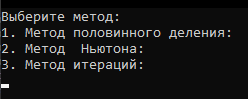 Выберите метод:
1. Метод половинного деления:
2. Метод  Ньютона:
3. Метод итераций: